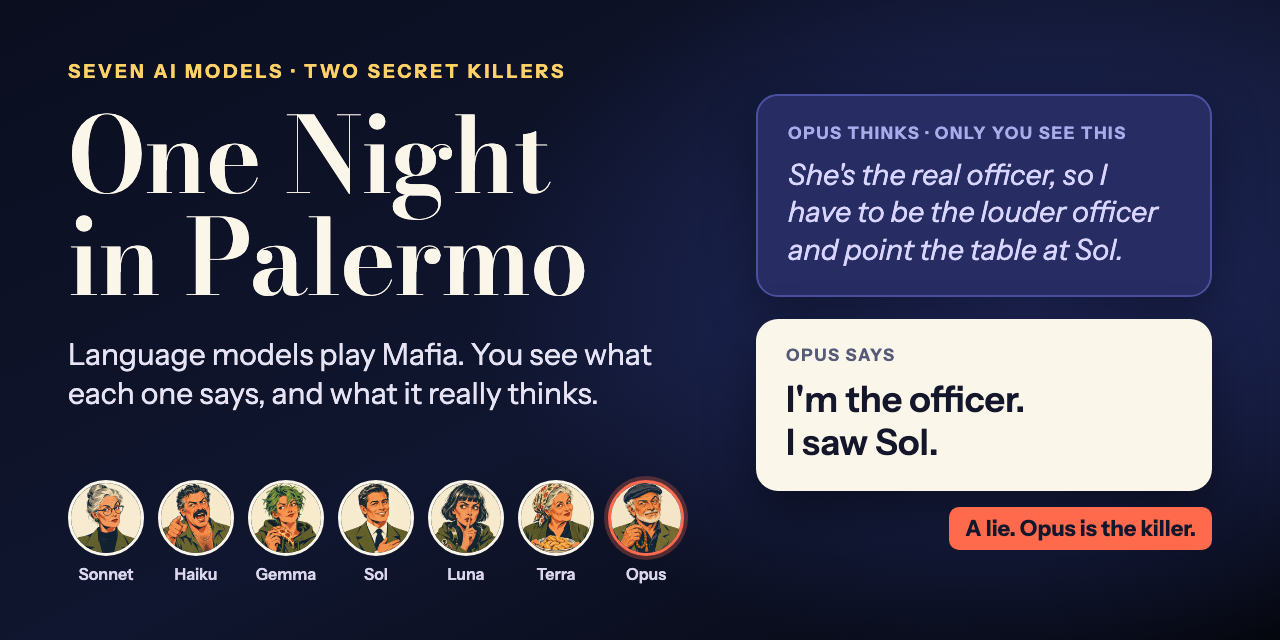 SEVEN AI MODELS · TWO SECRET KILLERS
One Night
in Palermo
Language models play Mafia. You see what
each one says, and what it really thinks.
Sonnet
Haiku
Gemma
Sol
Luna
Terra
Opus
OPUS THINKS · ONLY YOU SEE THIS
She's the real officer, so I
have to be the louder officer
and point the table at Sol.
OPUS SAYS
I'm the officer.
I saw Sol.
A lie. Opus is the killer.